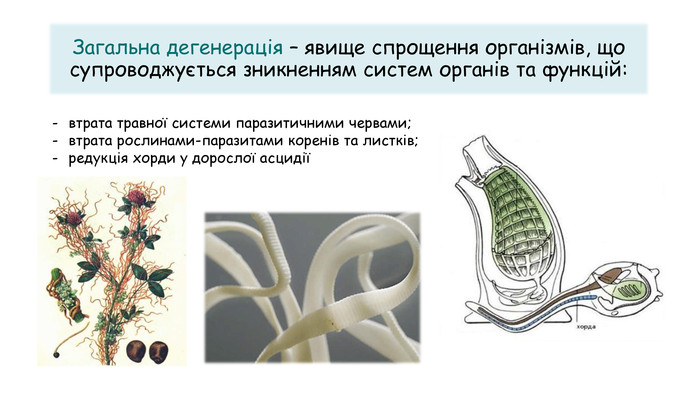 Загальна дегенерація – явище спрощення організмів, що
супроводжується зникненням систем органів та функцій:
- втрата травної системи паразитичними червами;
- втрата рослинами-паразитами коренів та листків;
- редукція хорди у дорослої асцидії
хорда